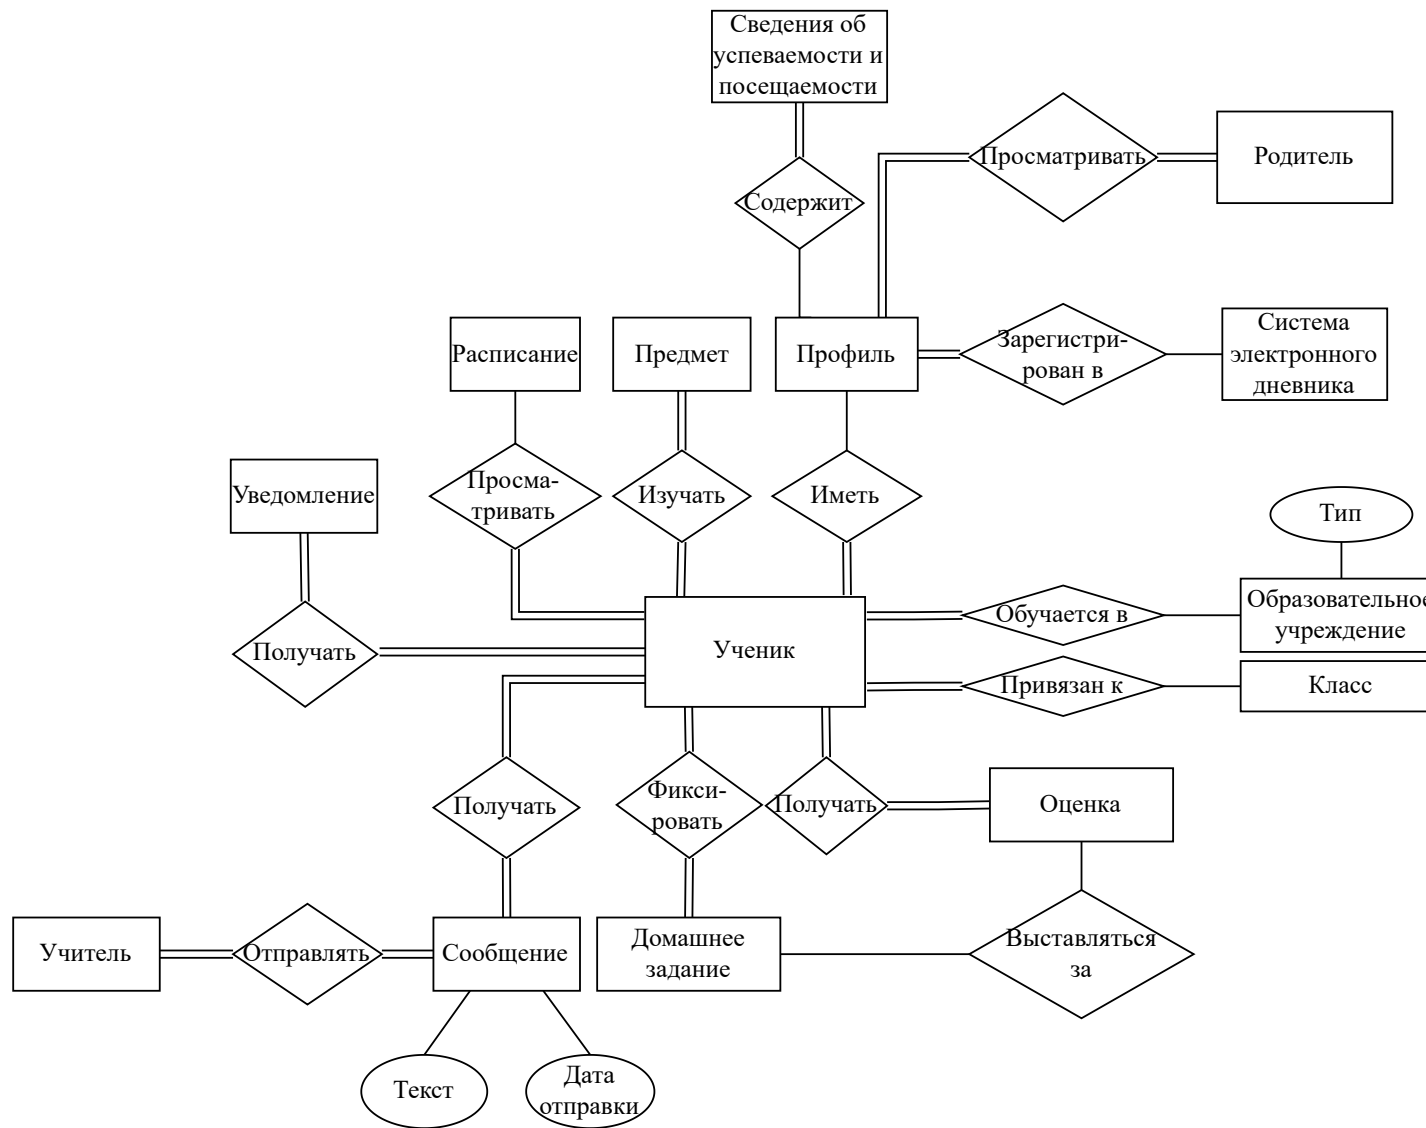 Сведения об
успеваемости и
посещаемости
Просматривать
Родитель
Содержит
Расписание
Предмет
Профиль
Зарегистри-
рован в
Система
электронного
дневника
Уведомление
Просма-
тривать
Изучать
Иметь
Тип
Образовательное
учреждение
Обучается в
Получать
Ученик
Привязан к
Класс
Получать
Фикси-
ровать
Получать
Оценка
Учитель
Отправлять
Сообщение
Домашнее
задание
Выставляться
за
Текст
Дата
отправки